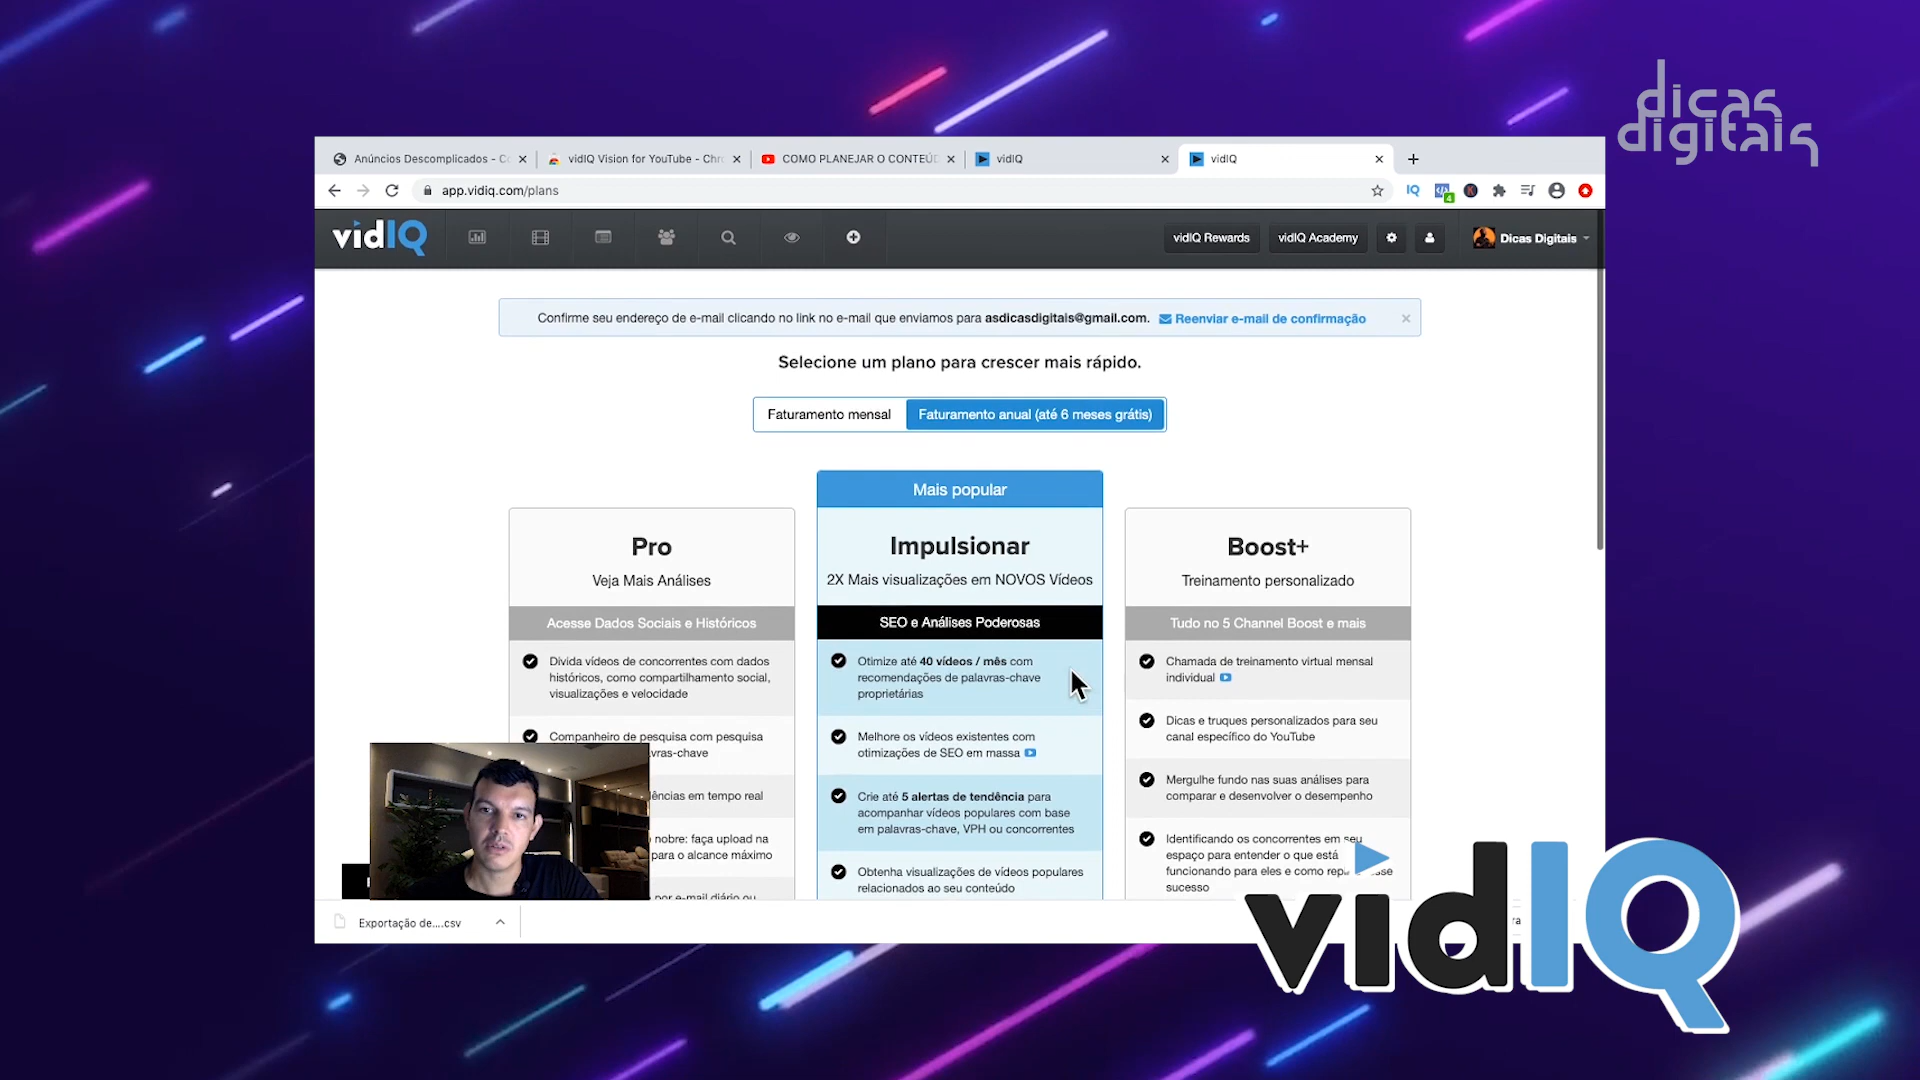 dicas
digitais
Anúncios Descomplicados - C
vidIQ Vision for YouTube - Chr
COMO PLANEJAR O CONTEÚD
vidIQ
vidIQ
app.vidiq.com/plans
IQ
4
vidIQ
vidIQ Rewards
vidIQ Academy
Dicas Digitais
Confirme seu endereço de e-mail clicando no link no e-mail que enviamos para asdicasdigitais@gmail.com. Reenviar e-mail de confirmação
Selecione um plano para crescer mais rápido.
Faturamento mensal
Faturamento anual (até 6 meses grátis)
Mais popular
Pro
Veja Mais Análises
Acesse Dados Sociais e Históricos
Divida vídeos de concorrentes com dados
históricos, como compartilhamento social,
visualizações e velocidade
Companheiro de pesquisa com pesquisa
vras-chave
ências em tempo real
nobre: faça upload na
para o alcance máximo
por e-mail diário ou
Impulsionar
2X Mais visualizações em NOVOS Vídeos
SEO e Análises Poderosas
Otimize até 40 vídeos / mês com
recomendações de palavras-chave
proprietárias
Melhore os vídeos existentes com
otimizações de SEO em massa
Crie até 5 alertas de tendência para
acompanhar vídeos populares com base
em palavras-chave, VPH ou concorrentes
Obtenha visualizações de vídeos populares
relacionados ao seu conteúdo
Boost+
Treinamento personalizado
Tudo no 5 Channel Boost e mais
Chamada de treinamento virtual mensal
individual
Dicas e truques personalizados para seu
canal específico do YouTube
Mergulhe fundo nas suas análises para
comparar e desenvolver o desempenho
Identificando os concorrentes em seu
espaço para entender o que está
funcionando para eles e como sse
sucesso
Exportação de....csv
vidIQ